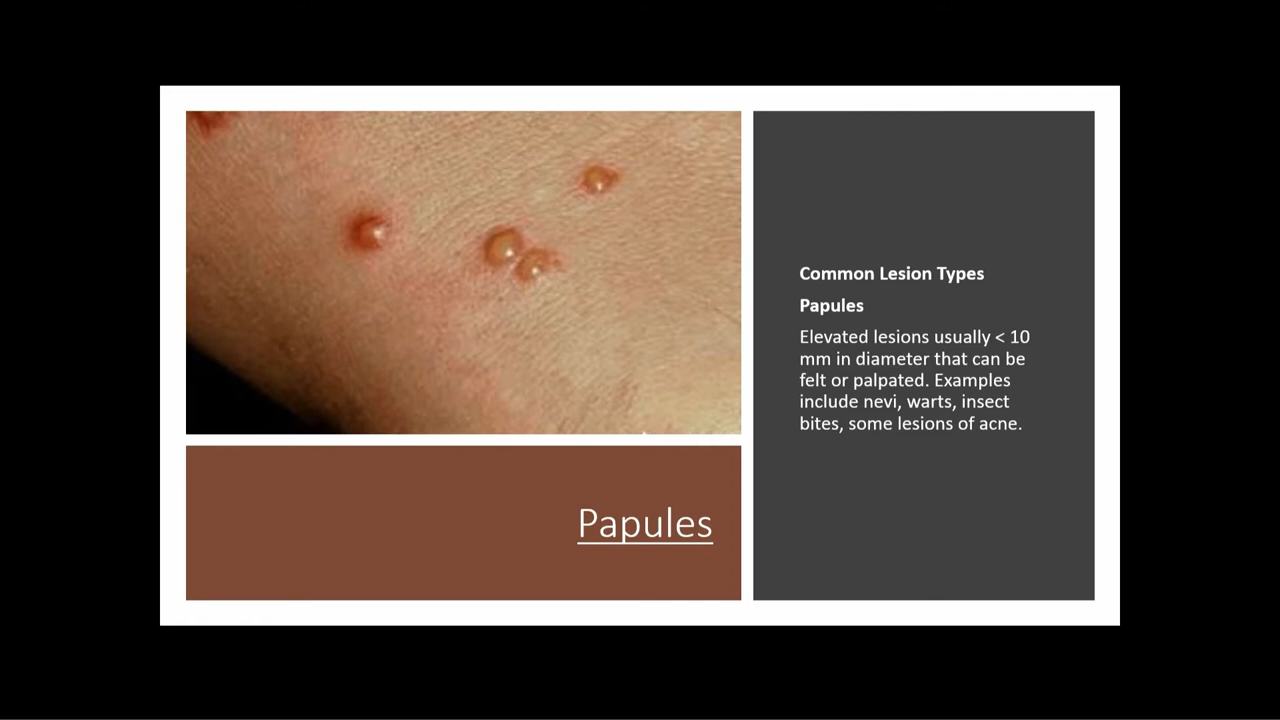 Papules
Common Lesion Types
Papules
Elevated lesions usually < 10
mm in diameter that can be
felt or palpated. Examples
include nevi, warts, insect
bites, some lesions of acne.